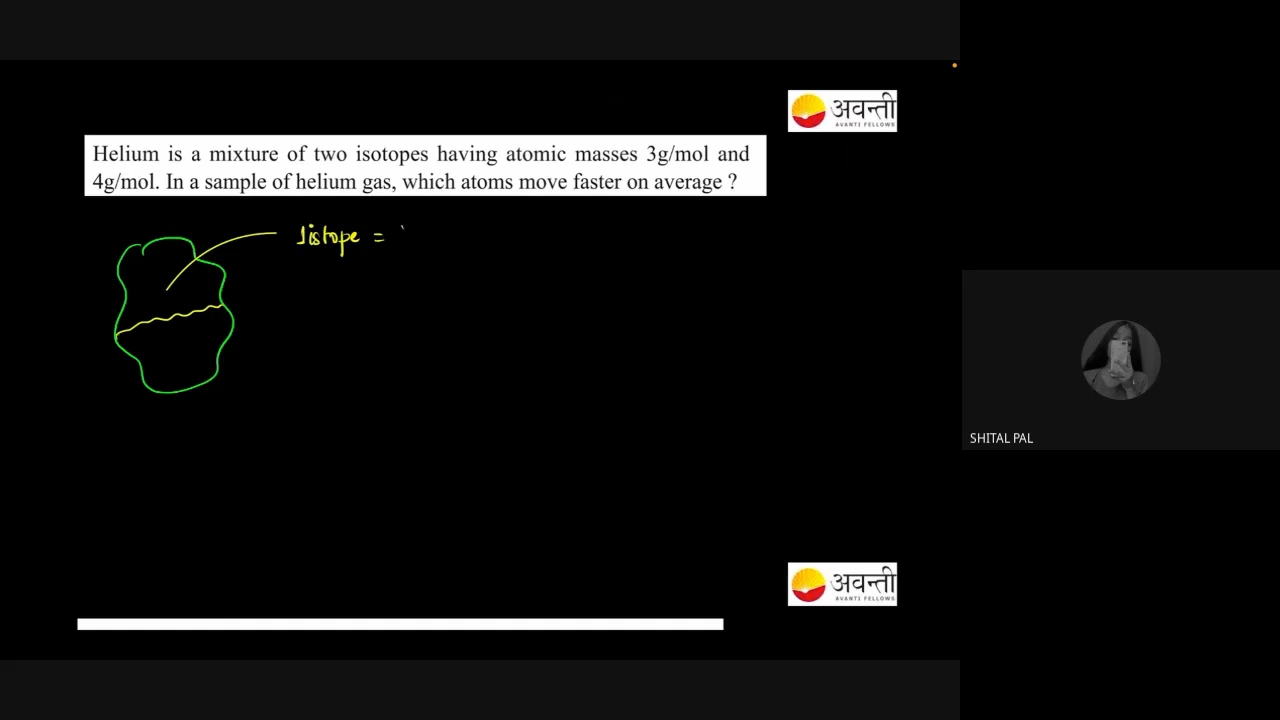 अवन्ती
AVANTI FELLOWS
Helium is a mixture of two isotopes having atomic masses 3g/mol and
4g/mol. In a sample of helium gas, which atoms move faster on average ?
=
SHITAL PAL
अवन्ती
AVANTI FELLOWS